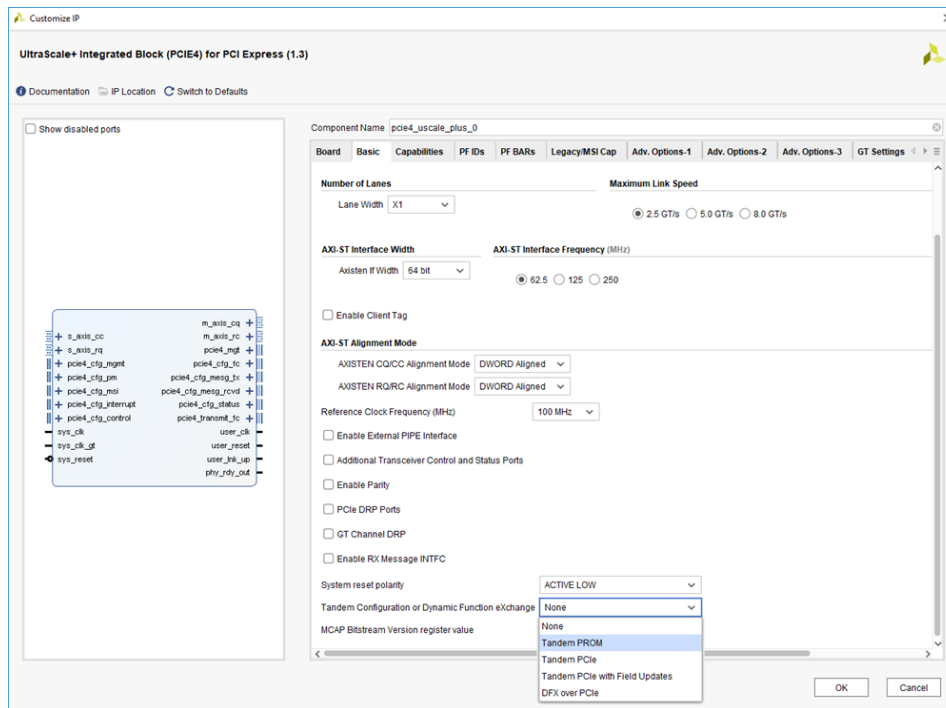 Customize IP
UltraScale+ Integrated Block (PCIE4) for PCI Express (1.3)
Documentation IP Location Switch to Defaults
Show disabled ports
m_axis_cq
s_axis_cc m_axis_rc
s_axis_rq pcie4_mgt
pcie4_cfg_mgmt pcie4_cfg_fc
pcie4_cfg_pm pcie4_cfg_mesg_tx
pcie4_cfg_msi pcie4_cfg_mesg_rcvd
pcie4_cfg_interrupt pcie4_cfg_status
pcie4_cfg_control pcie4_transmit_fc
sys_clk user_clk
sys_clk_gt user_reset
sys_reset user_lnk_up
phy_rdy_out
Component Name pcie4_uscale_plus_0
Board Basic Capabilities PF IDs PF BARs Legacy/MSI Cap Adv. Options-1 Adv. Options-2 Adv. Options-3 GT Settings
Number of Lanes Maximum Link Speed
Lane Width X1
2.5 GT/s 5.0 GT/s 8.0 GT/s
AXI-ST Interface Width AXI-ST Interface Frequency (MHz)
Axisten If Width 64 bit
62.5 125 250
Enable Client Tag
AXI-ST Alignment Mode
AXISTEN CQ/CC Alignment Mode DWORD Aligned
AXISTEN RQ/RC Alignment Mode DWORD Aligned
Reference Clock Frequency (MHz) 100 MHz
Enable External PIPE Interface
Additional Transceiver Control and Status Ports
Enable Parity
PCIe DRP Ports
GT Channel DRP
Enable RX Message INTFC
System reset polarity ACTIVE LOW
Tandem Configuration or Dynamic Function eXchange None
MCAP Bitstream Version register value
None
Tandem PROM
Tandem PCIe
Tandem PCIe with Field Updates
DFX over PCIe
OK Cancel